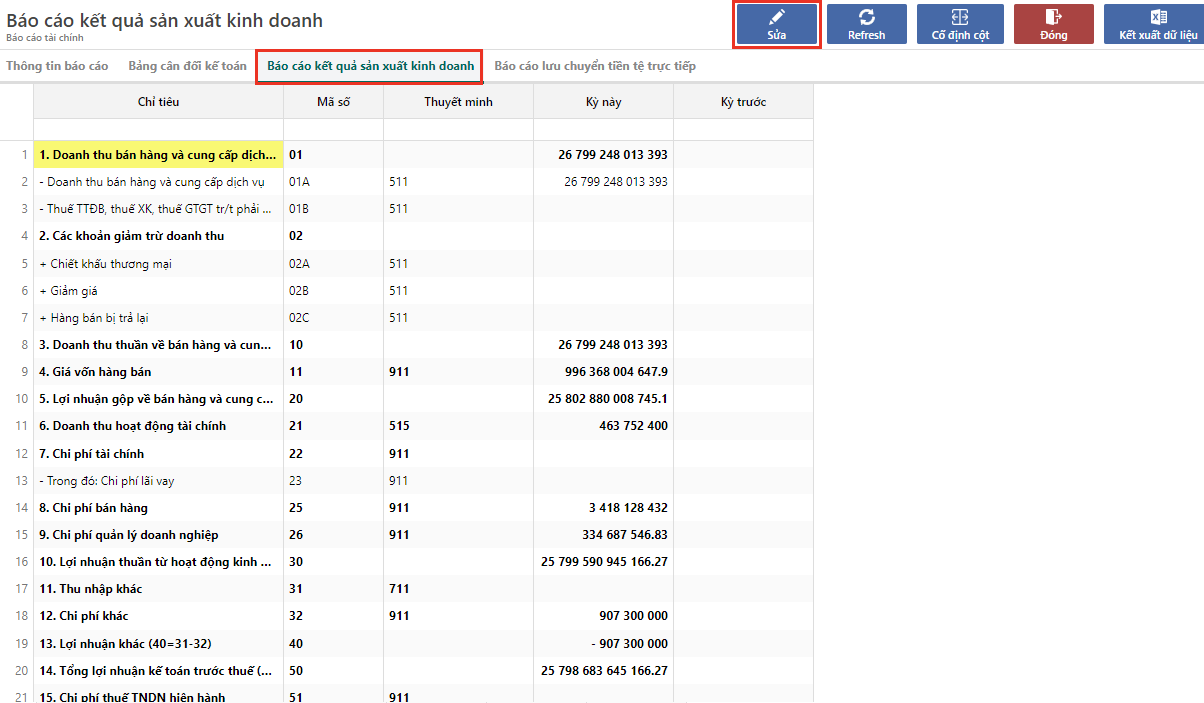 Báo cáo kết quả sản xuất kinh doanh
Báo cáo tài chính
Sửa
Refresh
Cố định cột
Đóng
Kết xuất dữ liệu
Thông tin báo cáo Bảng cân đối kế toán Báo cáo kết quả sản xuất kinh doanh Báo cáo lưu chuyển tiền tệ trực tiếp
Chỉ tiêu Mã số Thuyết minh Kỳ này Kỳ trước
1 1. Doanh thu bán hàng và cung cấp dịch... 01 26 799 248 013 393
2 - Doanh thu bán hàng và cung cấp dịch vụ 01A 511 26 799 248 013 393
3 - Thuế TTĐB, thuế XK, thuế GTGT tr/t phải ... 01B 511
4 2. Các khoản giảm trừ doanh thu 02
5 + Chiết khấu thương mại 02A 511
6 + Giảm giá 02B 511
7 + Hàng bán bị trả lại 02C 511
8 3. Doanh thu thuần về bán hàng và cun... 10 26 799 248 013 393
9 4. Giá vốn hàng bán 11 911 996 368 004 647.9
10 5. Lợi nhuận gộp về bán hàng và cung c... 20 25 802 880 008 745.1
11 6. Doanh thu hoạt động tài chính 21 515 463 752 400
12 7. Chi phí tài chính 22 911
13 - Trong đó: Chi phí lãi vay 23 911
14 8. Chi phí bán hàng 25 911 3 418 128 432
15 9. Chi phí quản lý doanh nghiệp 26 911 334 687 546.83
16 10. Lợi nhuận thuần từ hoạt động kinh ... 30 25 799 590 945 166.27
17 11. Thu nhập khác 31 711
18 12. Chi phí khác 32 911 907 300 000
19 13. Lợi nhuận khác (40=31-32) 40 - 907 300 000
20 14. Tổng lợi nhuận kế toán trước thuế (... 50 25 798 683 645 166.27
21 15. Chi phí thuế TNDN hiện hành 51 911